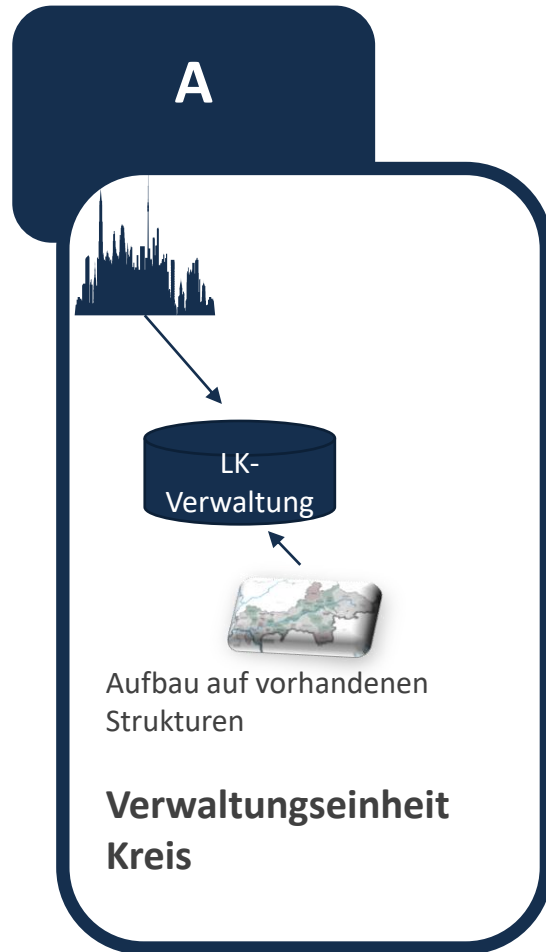 A
LK-
Verwaltung
Aufbau auf vorhandenen
Strukturen
Verwaltungseinheit
Kreis